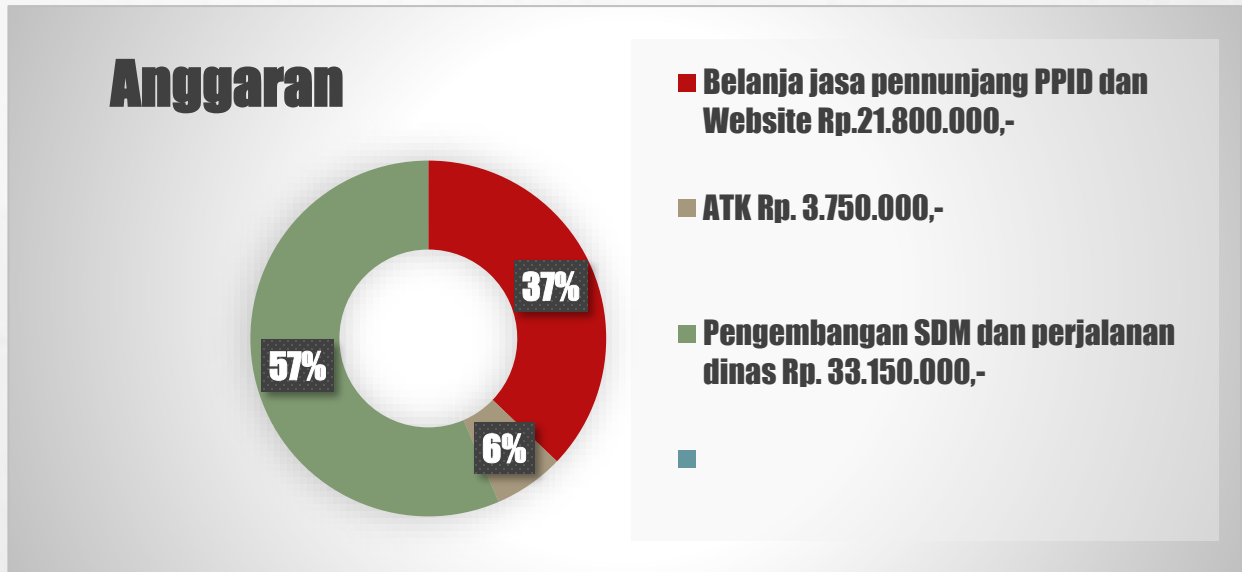 Anggaran
Belanja jasa pennunjang PPID dan
Website Rp.21.800.000,-
ATK Rp. 3.750.000,-
Pengembangan SDM dan perjalanan
dinas Rp. 33.150.000,-
37%
57%
6%